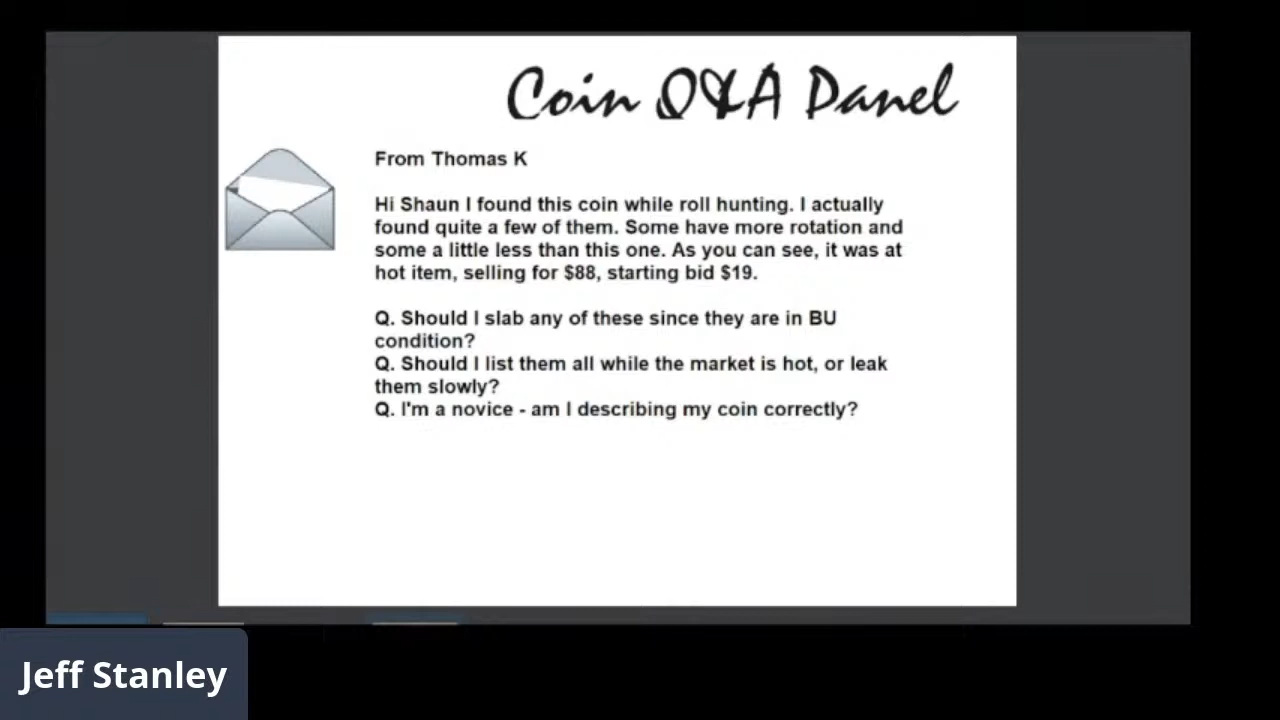 Coin Q&A Panel
From Thomas K
Hi Shaun I found this coin while roll hunting. I actually
found quite a few of them. Some have more rotation and
some a little less than this one. As you can see, it was at
hot item, selling for $88, starting bid $19.
Q. Should I slab any of these since they are in BU
condition?
Q. Should I list them all while the market is hot, or leak
them slowly?
Q. I'm a novice - am I describing my coin correctly?
Jeff Stanley